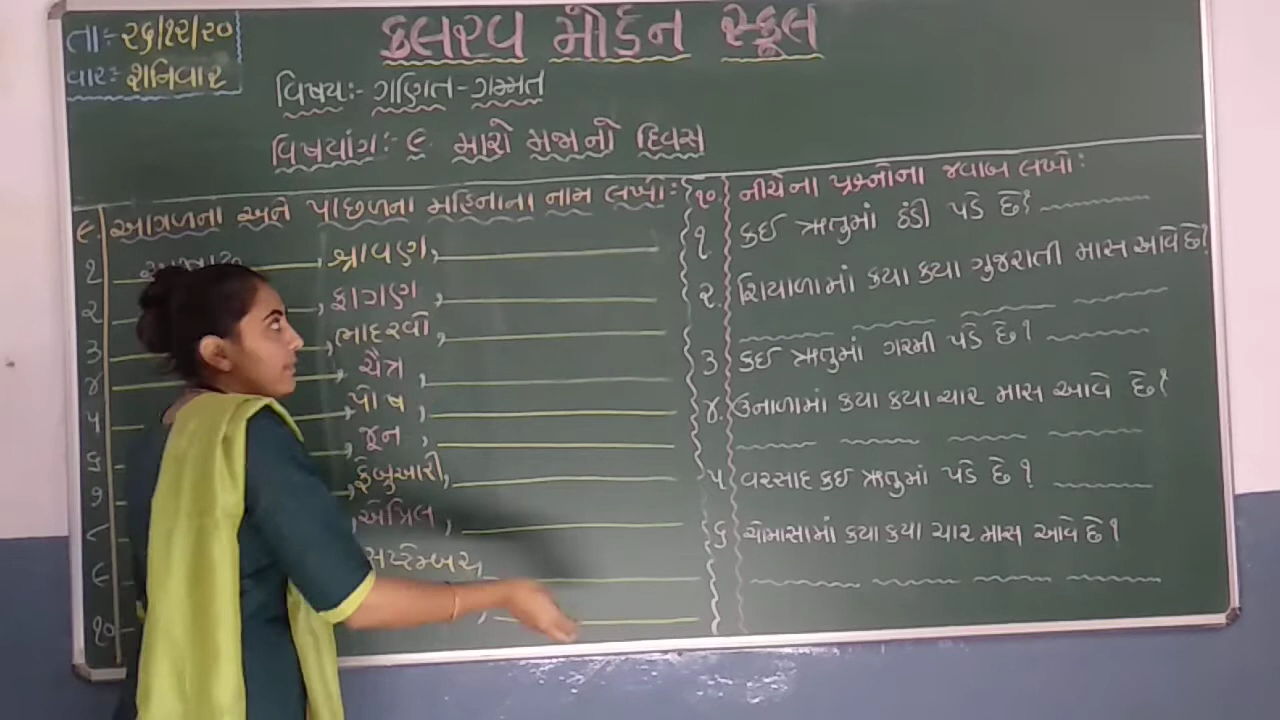 તાઃ- ૨૬/૧૨/૨૦
વારઃ- શનિવાર
કલરવ મોર્ડન સ્કૂલ
વિષયઃ- ગણિત-ગમ્મત
વિષયાંગઃ- ૯ મારો મજાનો દિવસ
૯. આગળના અને પાછળના મહિનાના નામ લખોઃ
૧ , શ્રાવણ,
૨ , ફાગણ ,
૩ , ભાદરવો ,
૪ , ચૈત્ર ,
૫ , પોષ ,
૬ , જૂન ,
૭ , ફેબ્રુઆરી,
૮ , એપ્રિલ ,
૯ સપ્ટેમ્બર,
૧૦ ,
૧૦. નીચેના પ્રશ્નોના જવાબ લખોઃ
૧ કઈ ઋતુમાં ઠંડી પડે છે?
૨. શિયાળામાં કયા કયા ગુજરાતી માસ આવે છે?
૩ કઈ ઋતુમાં ગરમી પડે છે?
૪. ઉનાળામાં કયા કયા ચાર માસ આવે છે?
૫ વરસાદ કઈ ઋતુમાં પડે છે?
૬ ચોમાસામાં કયા કયા ચાર માસ આવે છે?